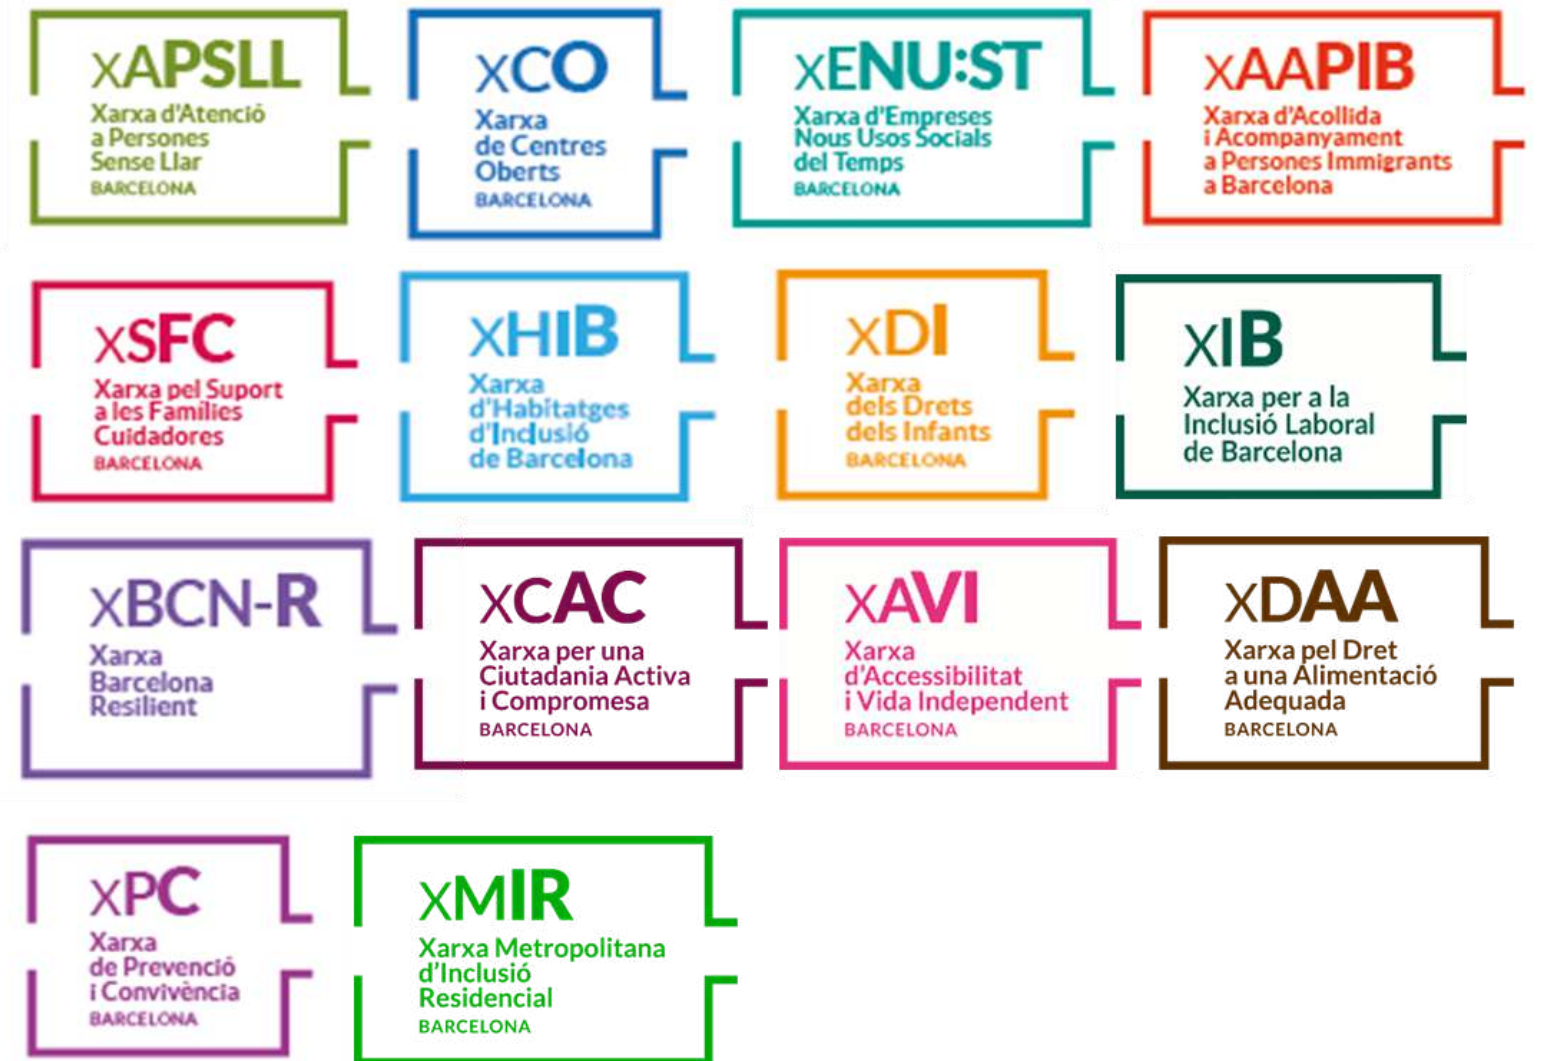 xAPSLL
Xarxa d'Atenció
a Persones
Sense Llar
BARCELONA
xCO
Xarxa
de Centres
Oberts
BARCELONA
xENU:ST
Xarxa d'Empreses
Nous Usos Socials
del Temps
BARCELONA
xAAPIB
Xarxa d'Acollida
i Acompanyament
a Persones Immigrants
a Barcelona
xSFC
Xarxa pel Suport
a les Famílies
Cuidadores
BARCELONA
xHIB
Xarxa
d'Habitatges
d'Inclusió
de Barcelona
xDI
Xarxa
dels Drets
dels Infants
BARCELONA
xIB
Xarxa per a la
Inclusió Laboral
de Barcelona
xBCN-R
Xarxa
Barcelona
Resilient
xCAC
Xarxa per una
Ciutadania Activa
i Compromesa
BARCELONA
xAVI
Xarxa
d'Accessibilitat
i Vida Independent
BARCELONA
xDAA
Xarxa pel Dret
a una Alimentació
Adequada
BARCELONA
xPC
Xarxa
de Prevenció
i Convivència
BARCELONA
xMIR
Xarxa Metropolitana
d'Inclusió
Residencial
BARCELONA